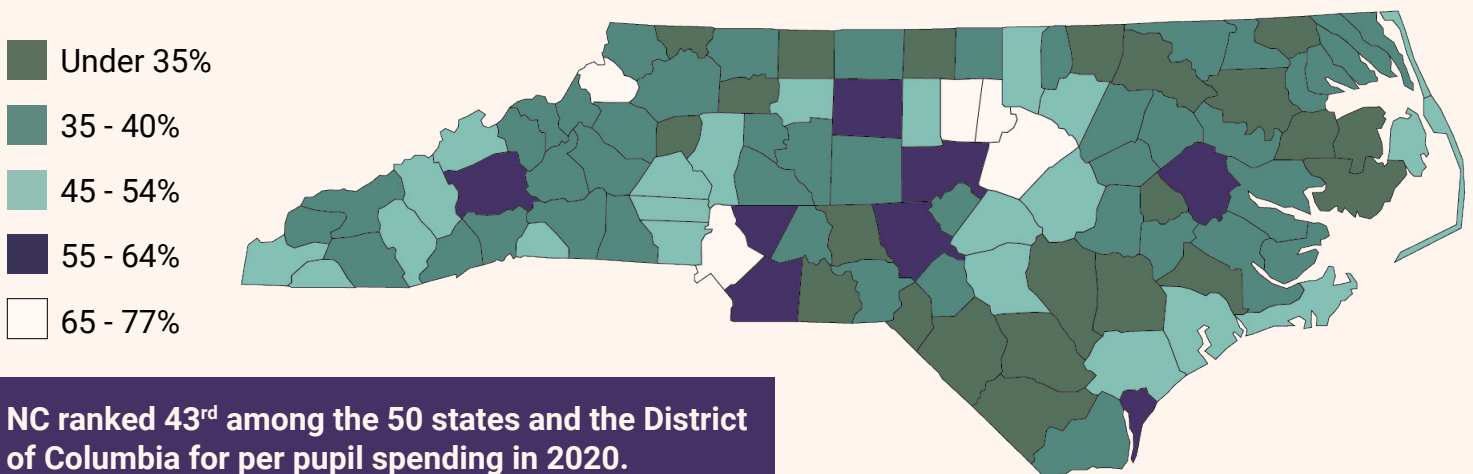 Under 35%
35 - 40%
45 - 54%
55 - 64%
65 - 77%
NC ranked 43rd among the 50 states and the District
of Columbia for per pupil spending in 2020.